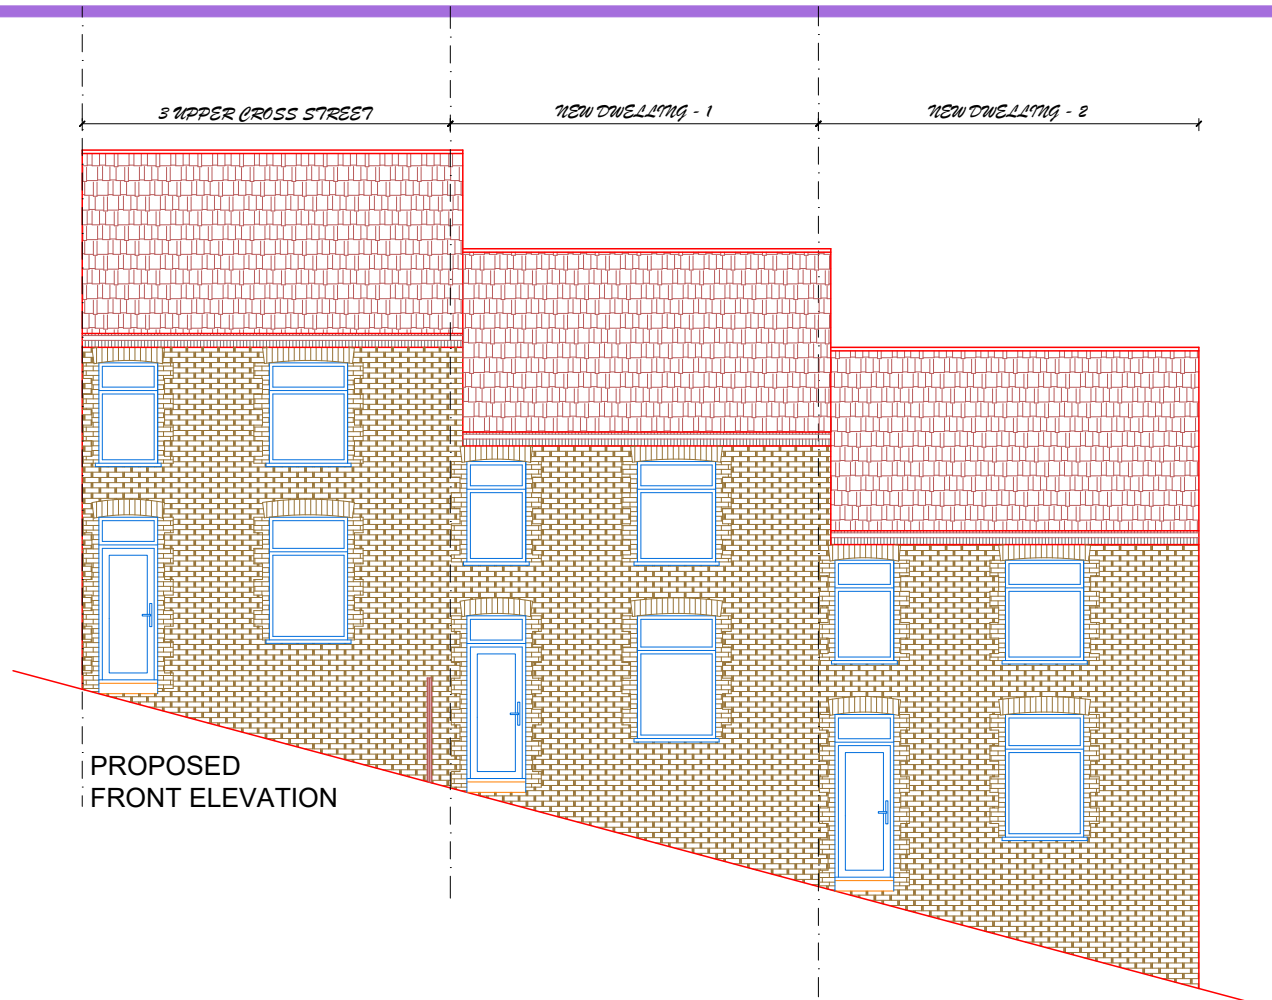 3 UPPER CROSS STREET
NEW DWELLING - 1
NEW DWELLING - 2
PROPOSED
FRONT ELEVATION